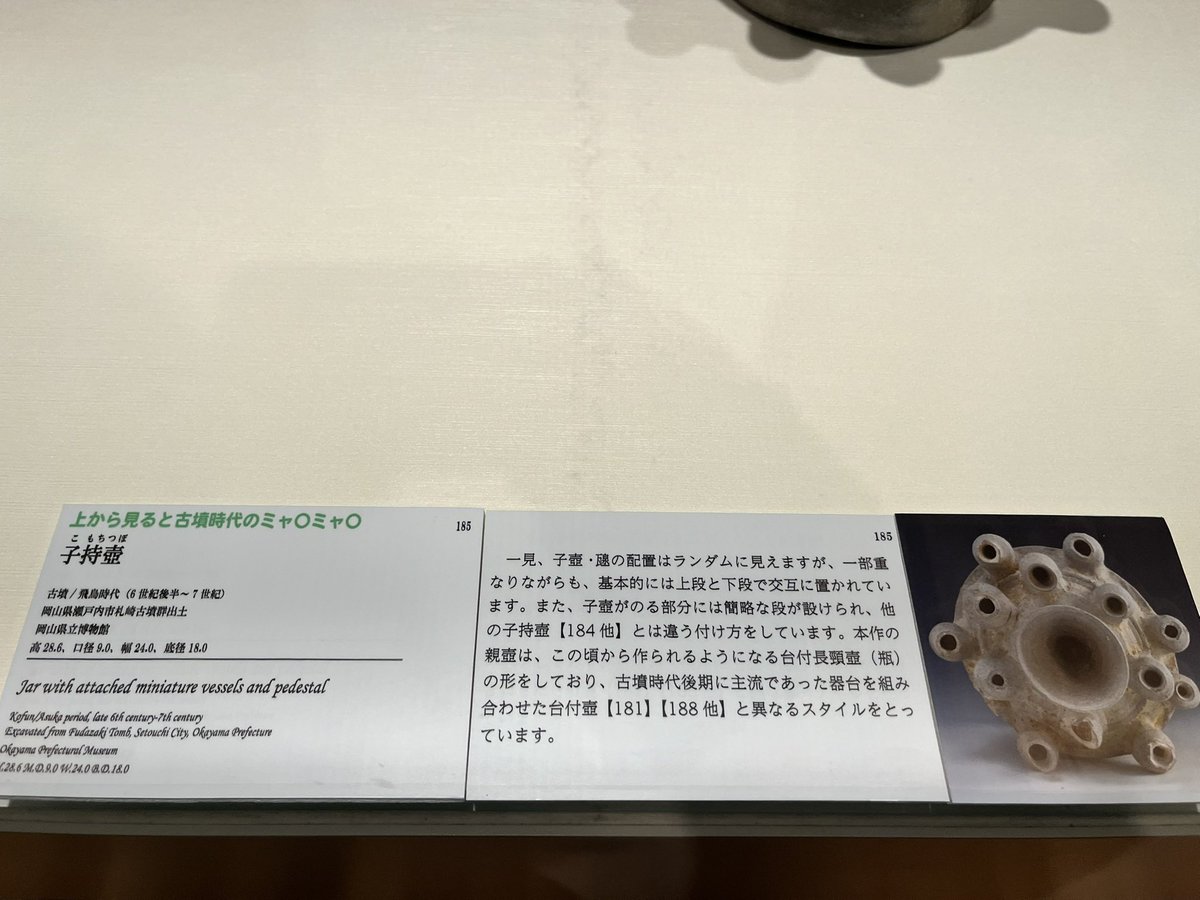 上から見ると古墳時代のミャ〇ミャ〇
185
こ もちつぼ
子持壺
古墳/飛鳥時代（6世紀後半～7世紀）
岡山県瀬戸内市札崎古墳群出土
岡山県立博物館
高28.6、口径9.0、幅24.0、底径18.0
Jar with attached miniature vessels and pedestal
Kofun/Asuka period, late 6th century-7th century
Excavated from Fudazaki Tomb, Setouchi City, Okayama Prefecture
Okayama Prefectural Museum
.28.6 M.D.9.0 W.24.0 B.D.18.0
185
一見、子壺・𤭯の配置はランダムに見えますが、一部重
なりながらも、基本的には上段と下段で交互に置かれてい
ます。また、子壺がのる部分には簡略な段が設けられ、他
の子持壺【184他】とは違う付け方をしています。本作の
親壺は、この頃から作られるようになる台付長頸壺（瓶）
の形をしており、古墳時代後期に主流であった器台を組み
合わせた台付壺【181】【188他】と異なるスタイルをとっ
ています。